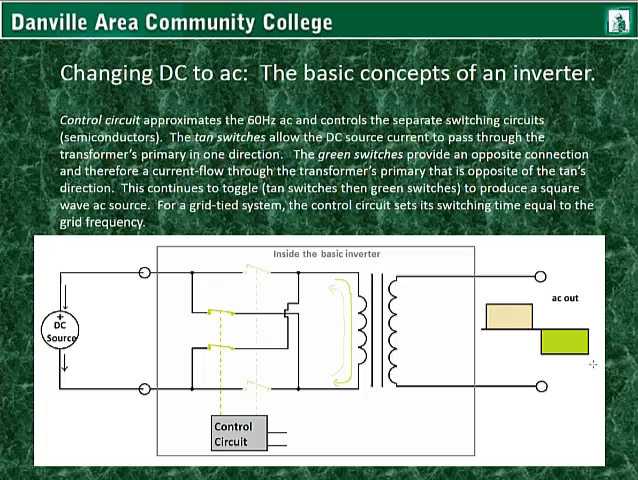 Danville Area Community College
Changing DC to ac: The basic concepts of an inverter.
Control circuit approximates the 60Hz ac and controls the separate switching circuits
(semiconductors). The tan switches allow the DC source current to pass through the
transformer's primary in one direction. The green switches provide an opposite connection
and therefore a current-flow through the transformer's primary that is opposite of the tan's
direction. This continues to toggle (tan switches then green switches) to produce a square
wave ac source. For a grid-tied system, the control circuit sets its switching time equal to the
grid frequency.
Inside the basic inverter
ac out
+
DC
Source
Control
Circuit